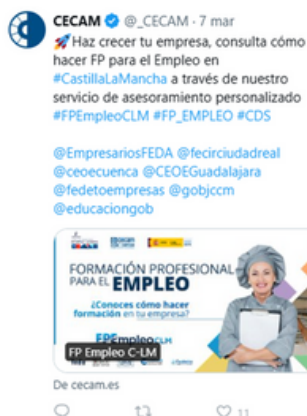 CECAM @_CECAM · 7 mar
🚀Haz crecer tu empresa, consulta cómo
hacer FP para el Empleo en
#CastillaLaMancha a través de nuestro
servicio de asesoramiento personalizado
#FPEmpleoCLM #FP_EMPLEO #CDS
@EmpresariosFEDA @fecirciudadreal
@ceoecuenca @CEOEGuadalajara
@fedetoempresas @gobjccm
@educaciongob
cecam
FORMACIÓN PROFESIONAL
PARA EL EMPLEO
¿Conoces cómo hacer
formación en tu empresa?
FPEmpleoCLM
FP Empleo C-LM
De cecam.es
11